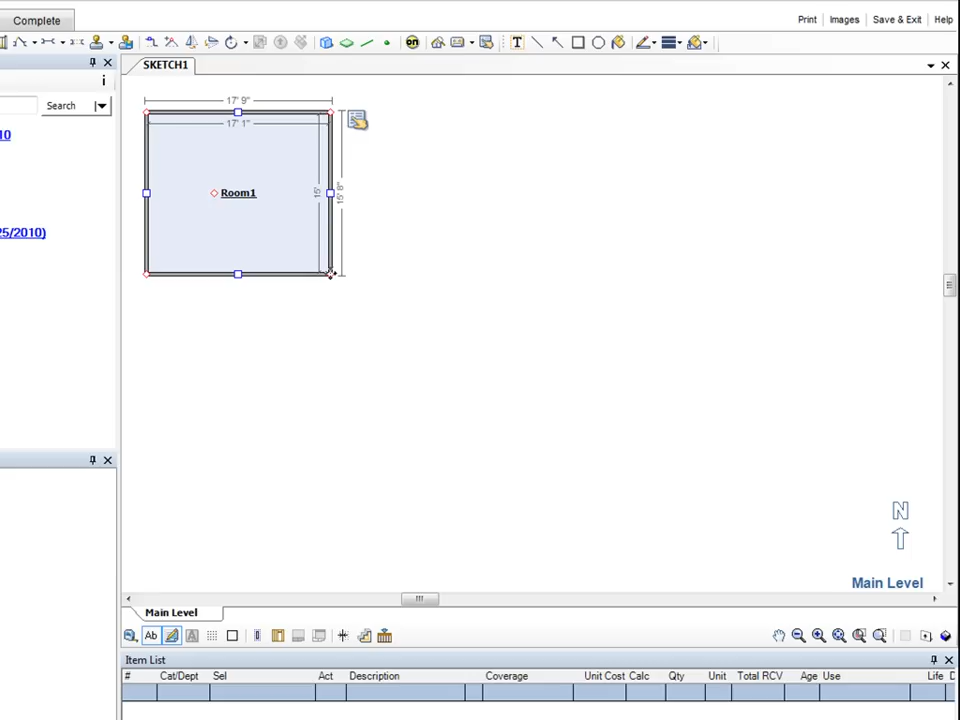 Complete
Print Images Save & Exit Help
on T
SKETCH1
i
Search
10
25/2010)
17' 9"
17' 1"
15'
15' 8"
Room1
N
Main Level
Main Level
Ab A
Item List
# Cat/Dept Sel Act Description Coverage Unit Cost Calc Qty Unit Total RCV Age Use Life D